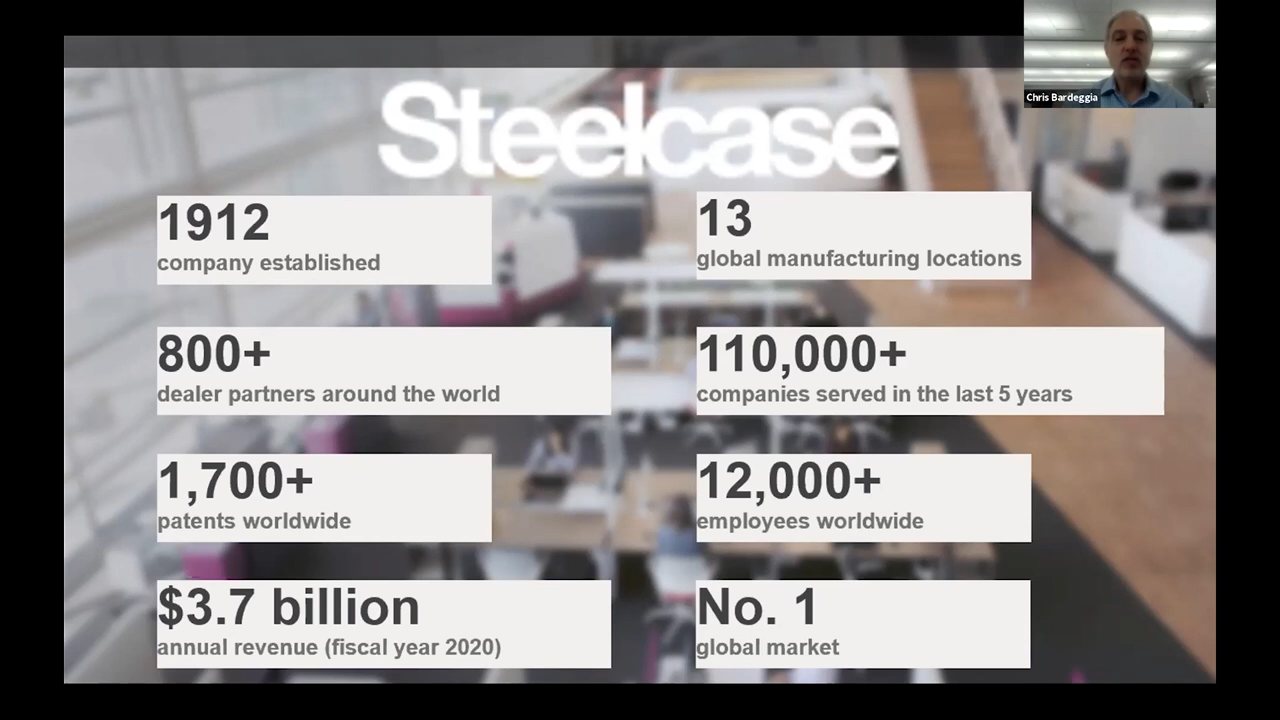 Chris Bardeggia
Steelcase
1912
company established
13
global manufacturing locations
800+
dealer partners around the world
110,000+
companies served in the last 5 years
1,700+
patents worldwide
12,000+
employees worldwide
$3.7 billion
annual revenue (fiscal year 2020)
No. 1
global market